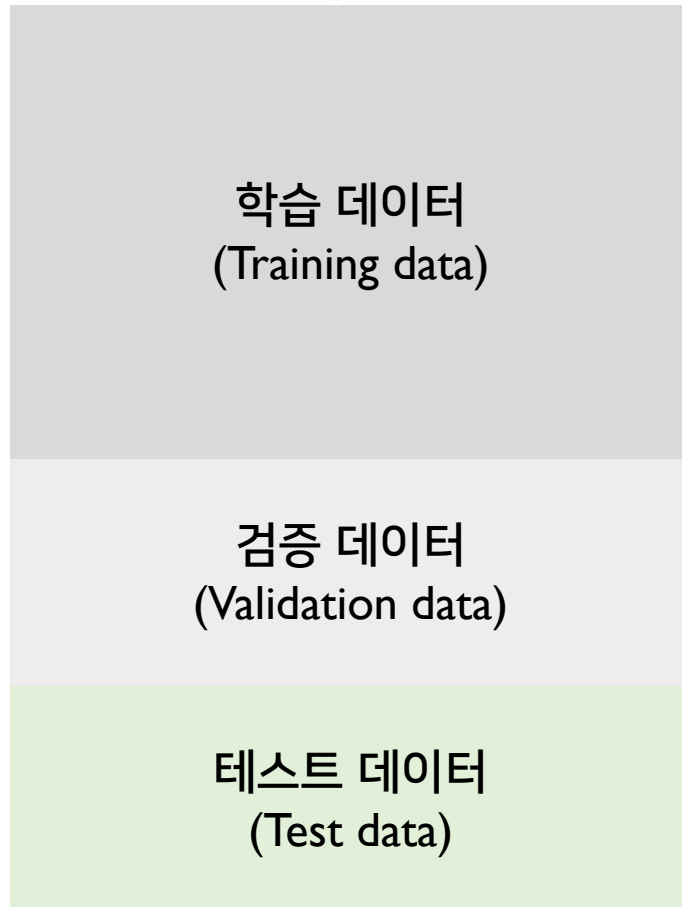 학습 데이터
(Training data)
검증 데이터
(Validation data)
테스트 데이터
(Test data)